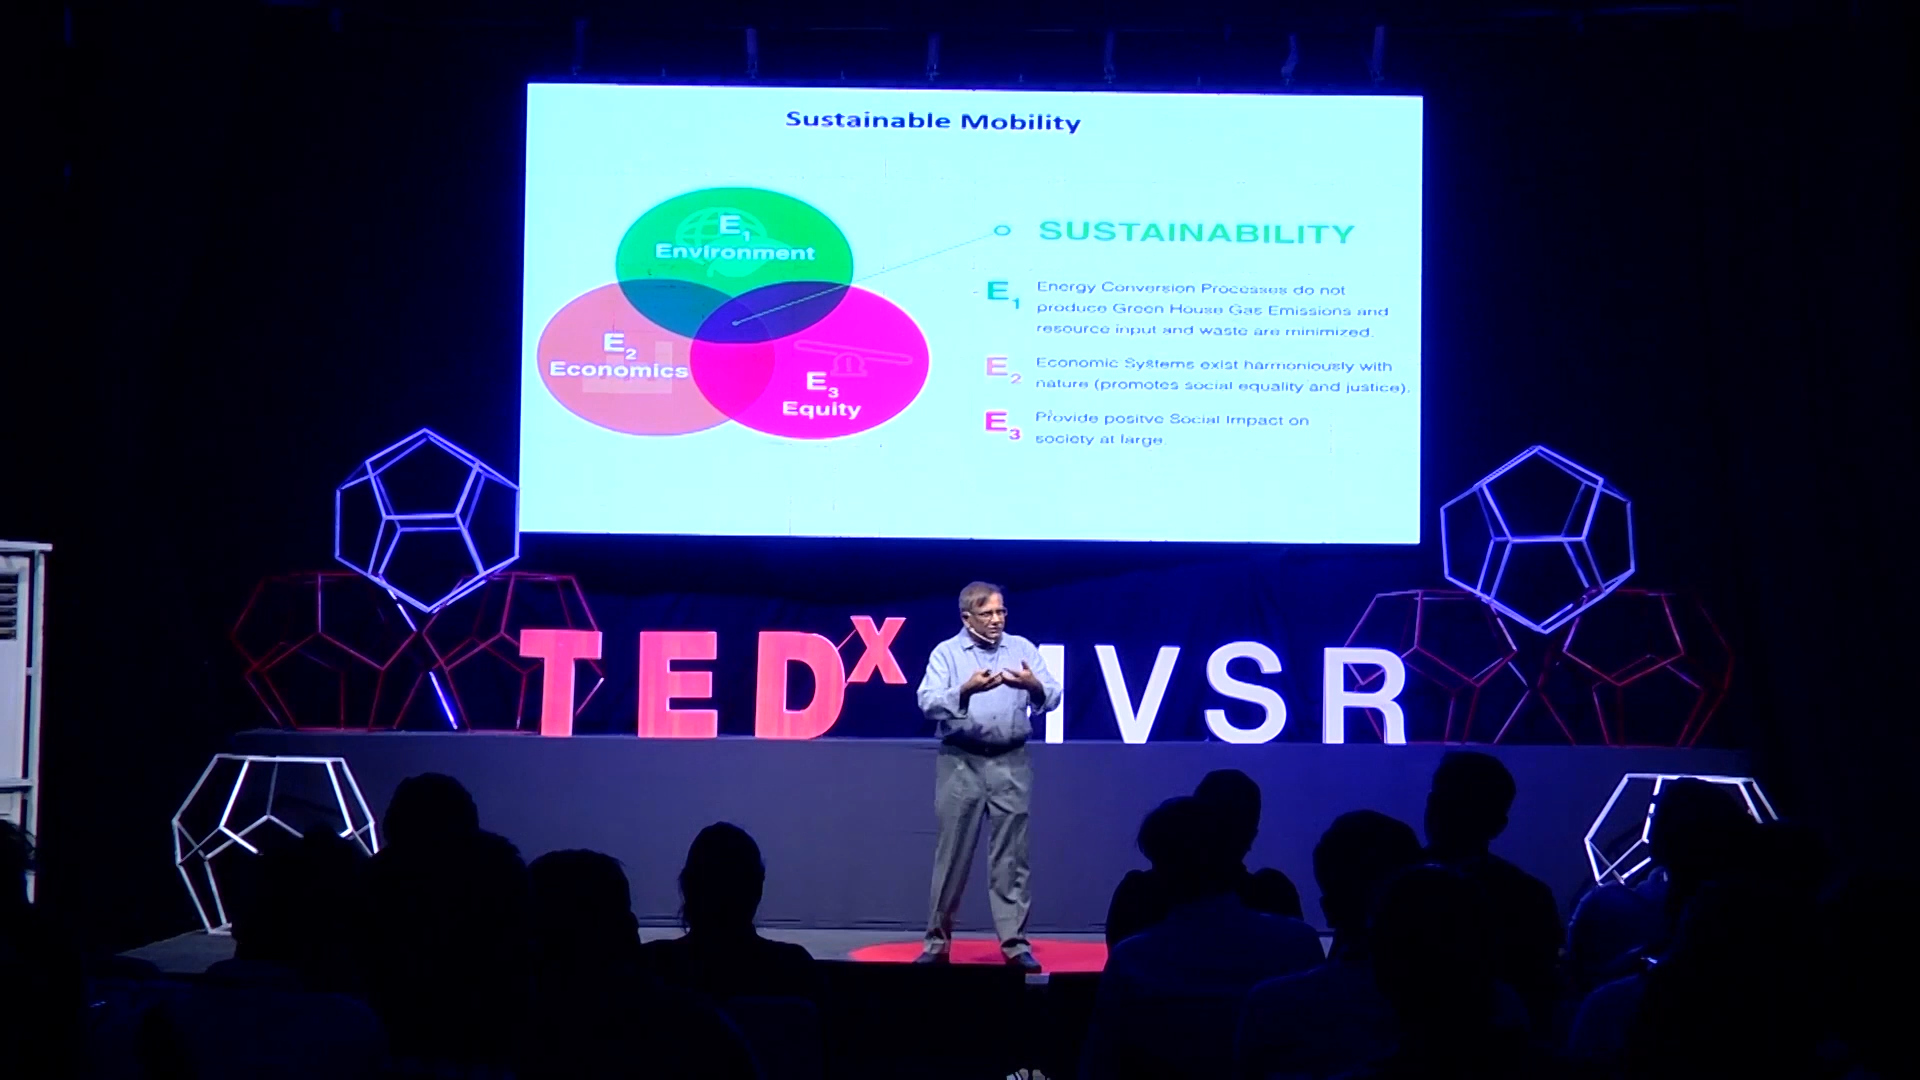 Sustainable Mobility
E1
Environment
E2
Economics
E3
Equity
SUSTAINABILITY
E1 Energy Conversion Processes do not
produce Green House Gas Emissions and
resource input and waste are minimized.
E2 Economic Systems exist harmoniously with
nature (promotes social equality and justice).
E3 Provide positve Social Impact on
society at large.
TEDx VSR